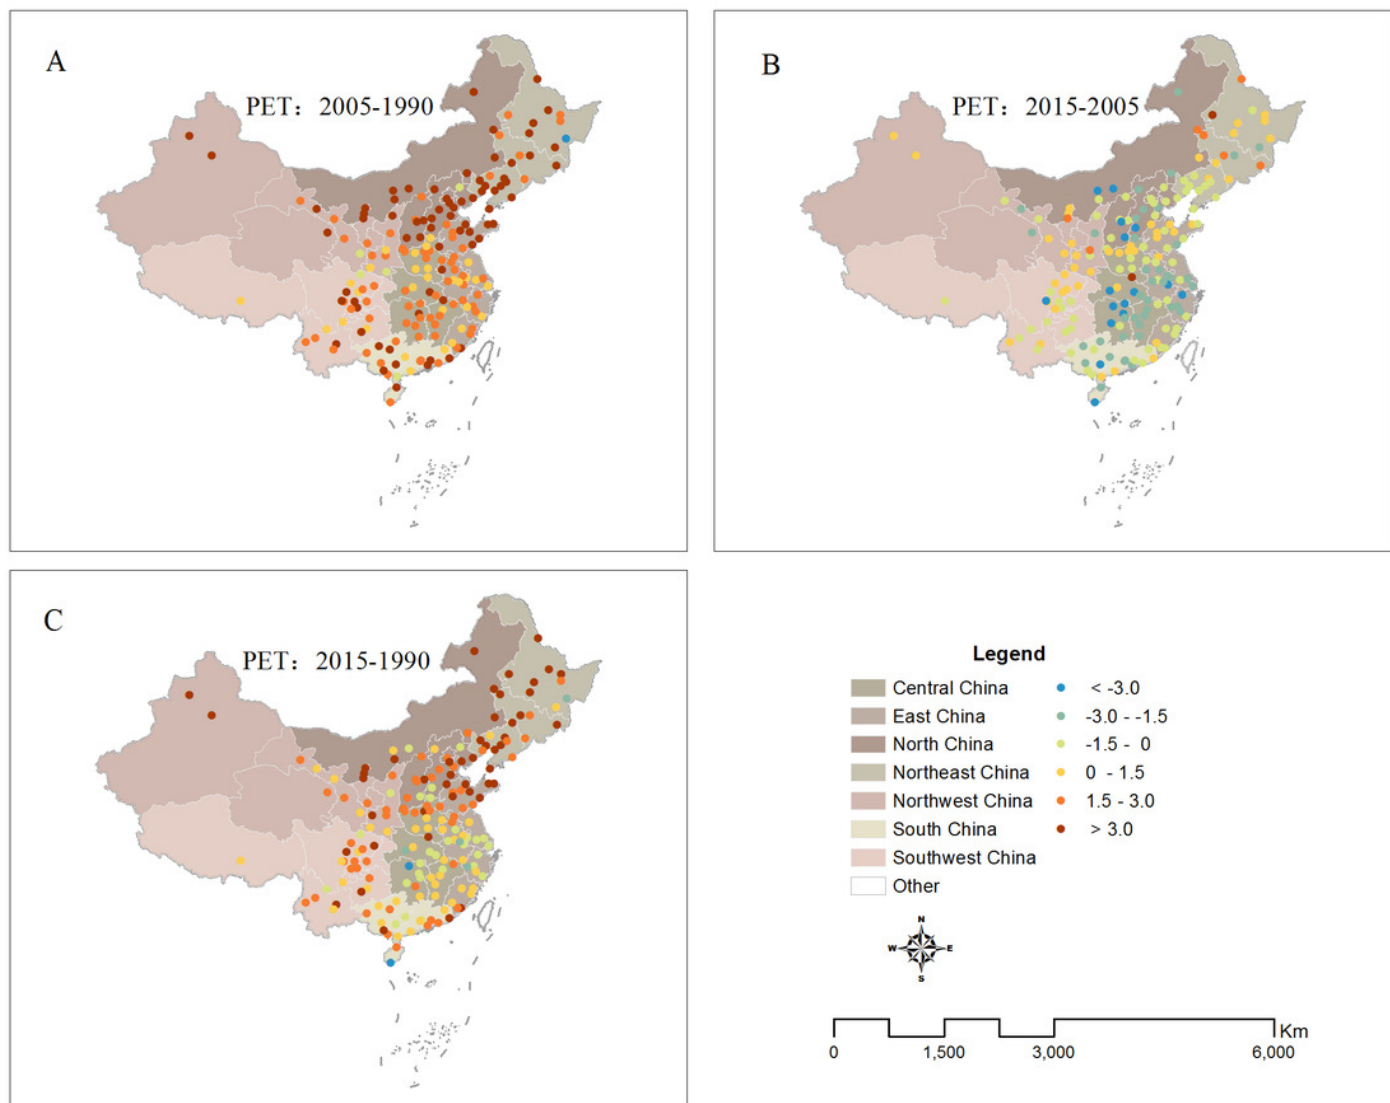 A
PET：2005-1990
B
PET：2015-2005
C
PET：2015-1990
Legend
Central China
East China
North China
Northeast China
Northwest China
South China
Southwest China
Other
< -3.0
-3.0 - -1.5
-1.5 - 0
0 - 1.5
1.5 - 3.0
> 3.0
N
W E
S
Km
0 1,500 3,000 6,000